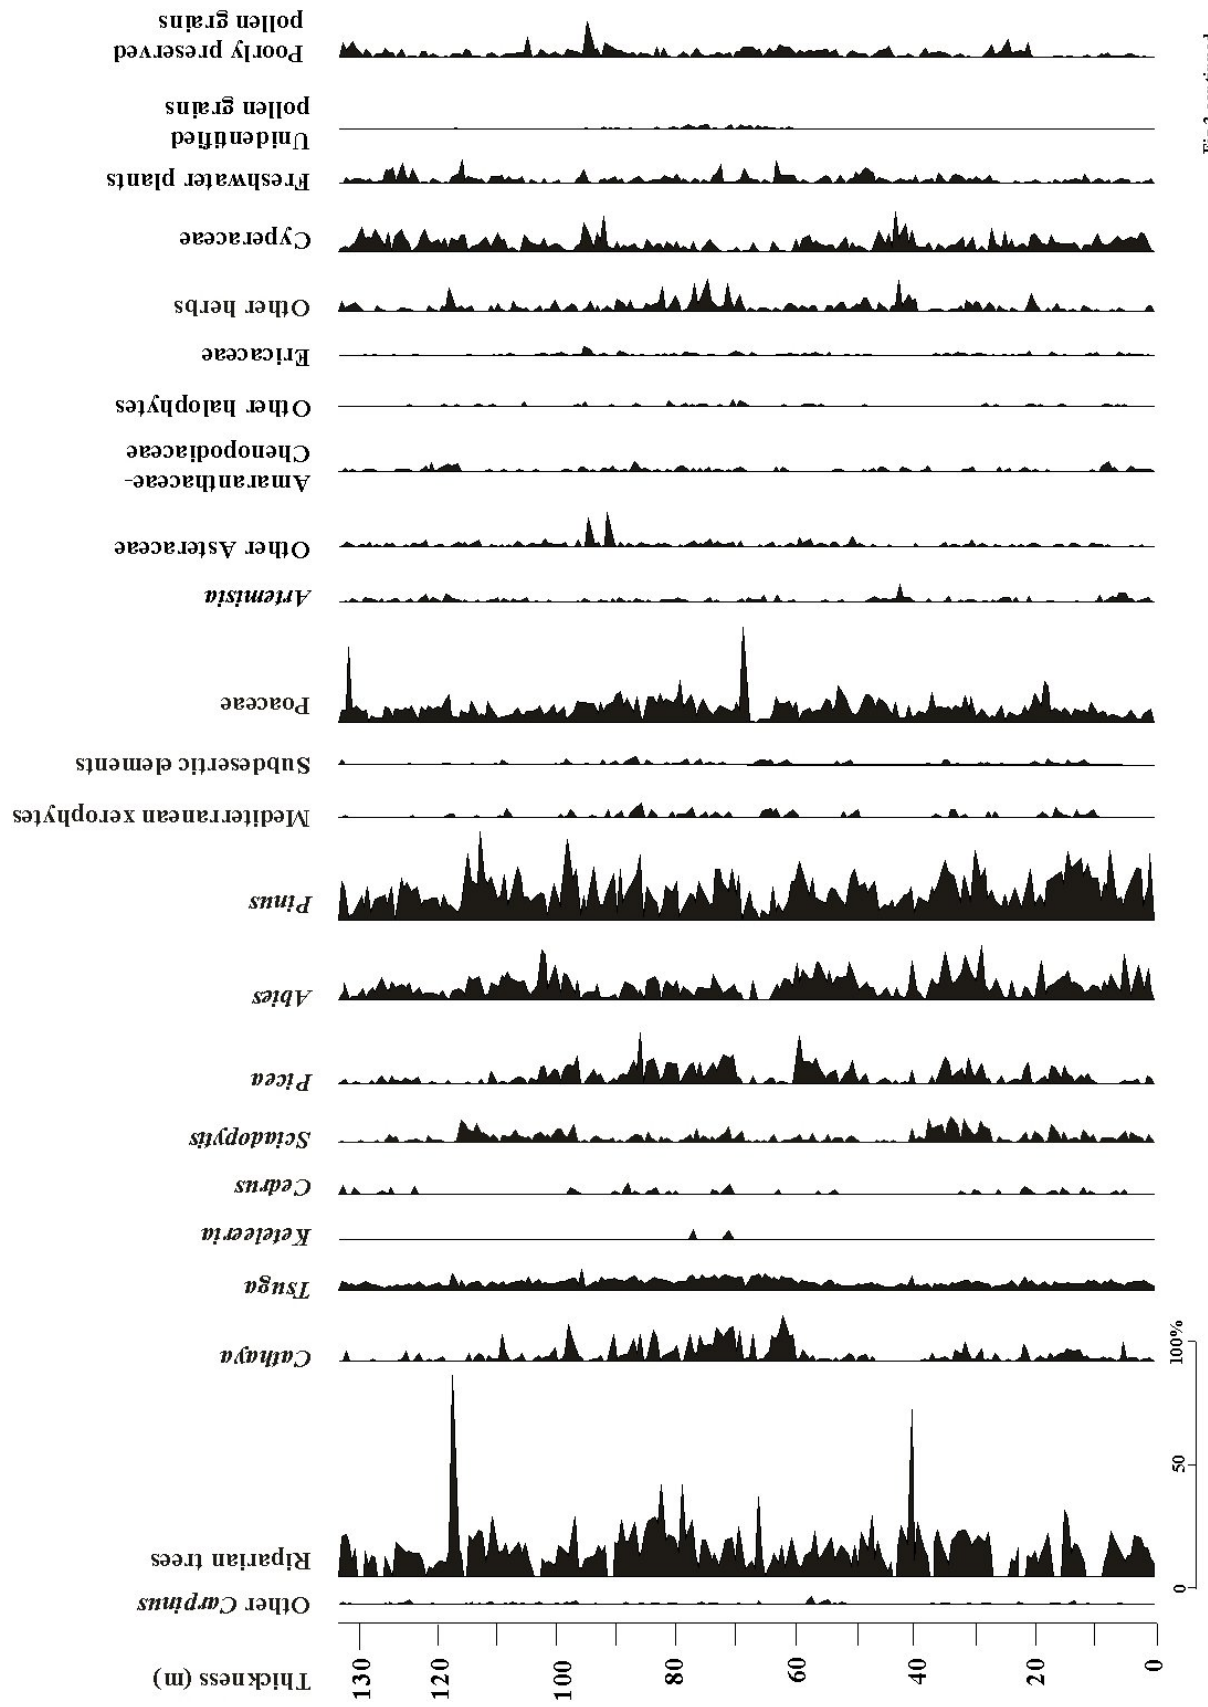 Poorly preserved
pollen grains
Unidentified
pollen grains
Freshwater plants
Cyperaceae
Other herbs
Ericaceae
Other halophytes
Amaranthaceae-
Chenopodiaceae
Other Asteraceae
Artemisia
Poaceae
Subdesertic elements
Mediterranean xerophytes
Pinus
Abies
Picea
Sciadopytis
Cedrus
Keteleeria
Tsuga
Cathaya
Riparian trees
Other Carpinus
Thickness (m)
130
120
100
80
60
40
20
0
0
50
100%